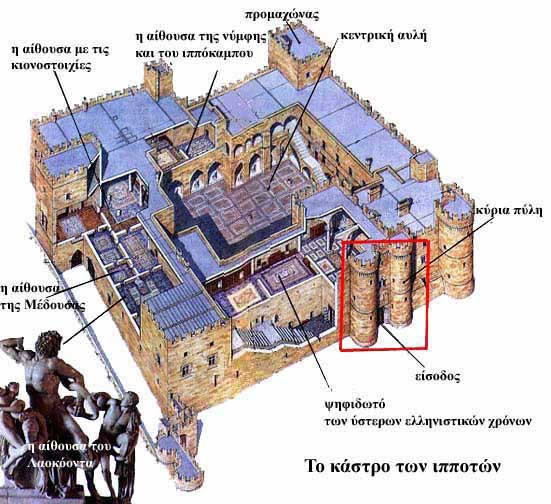 προμαχώνας
η αίθουσα της νύμφης
και του ιππόκαμπου
κεντρική αυλή
η αίθουσα με τις
κιονοστοιχίες
κύρια πύλη
η αίθουσα
της Μέδουσας
είσοδος
ψηφιδωτό
των ύστερων ελληνιστικών χρόνων
η αίθουσα του
Λαοκόοντα
Το κάστρο των ιπποτών